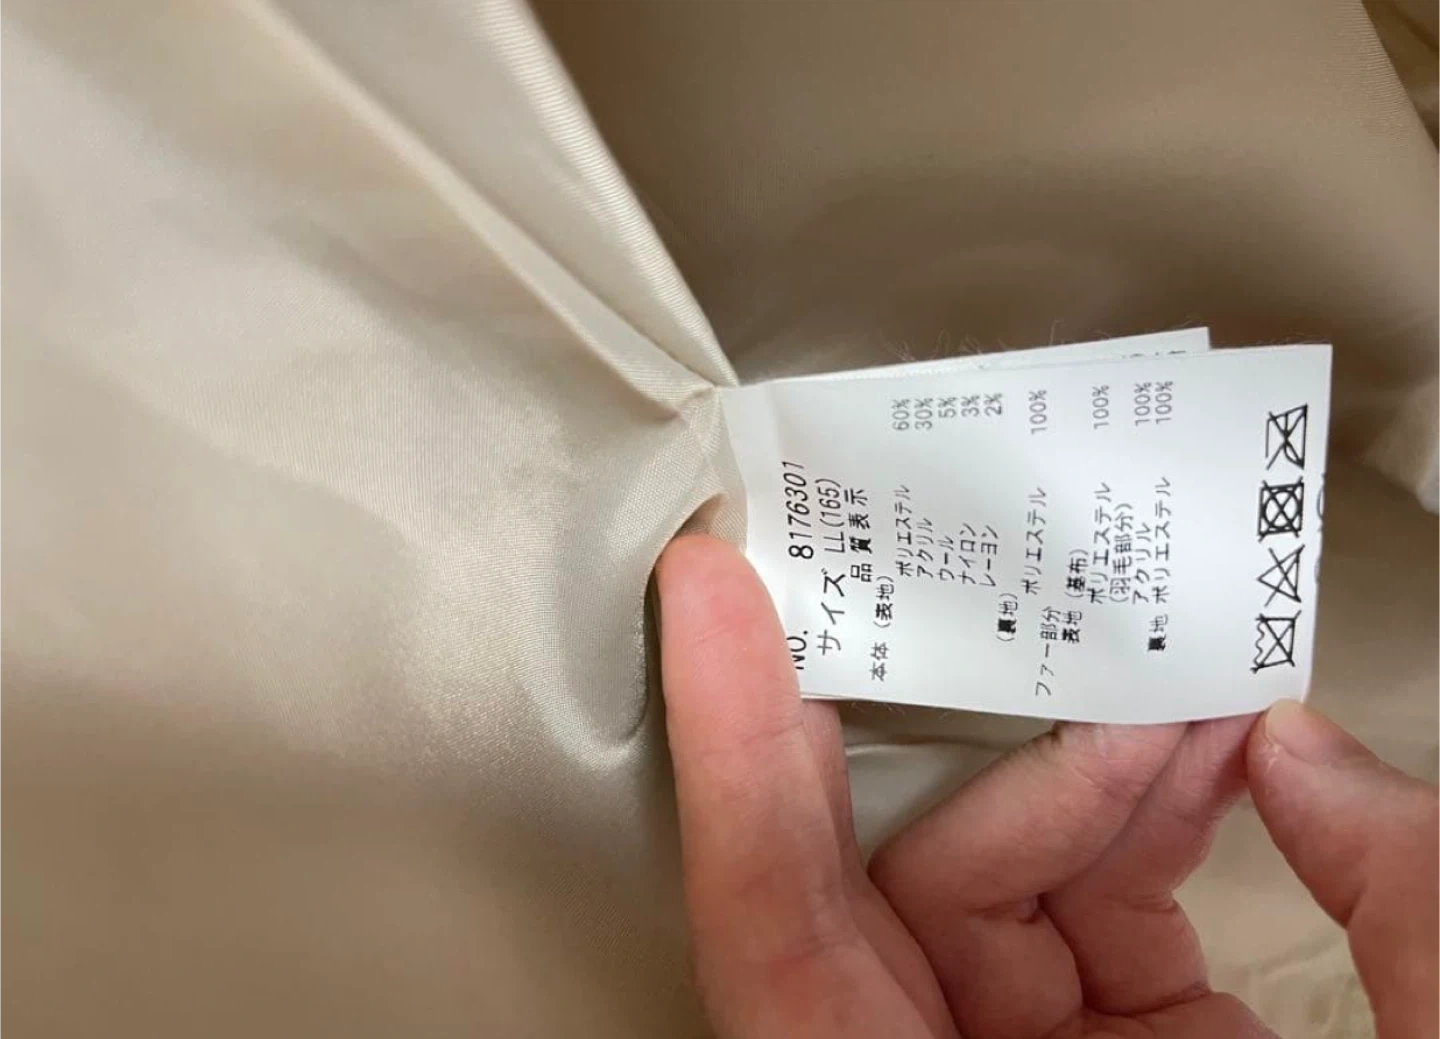 NO. 8176301
サイズ LL(165)
品質表示
本体 (表地)
ポリエステル 60%
アクリル 30%
ウール 5%
ナイロン 3%
レーヨン 2%
(裏地)
ポリエステル 100%
ファー部分
表地 (基布)
ポリエステル 100%
(羽毛部分)
アクリル 100%
裏地 ポリエステル 100%